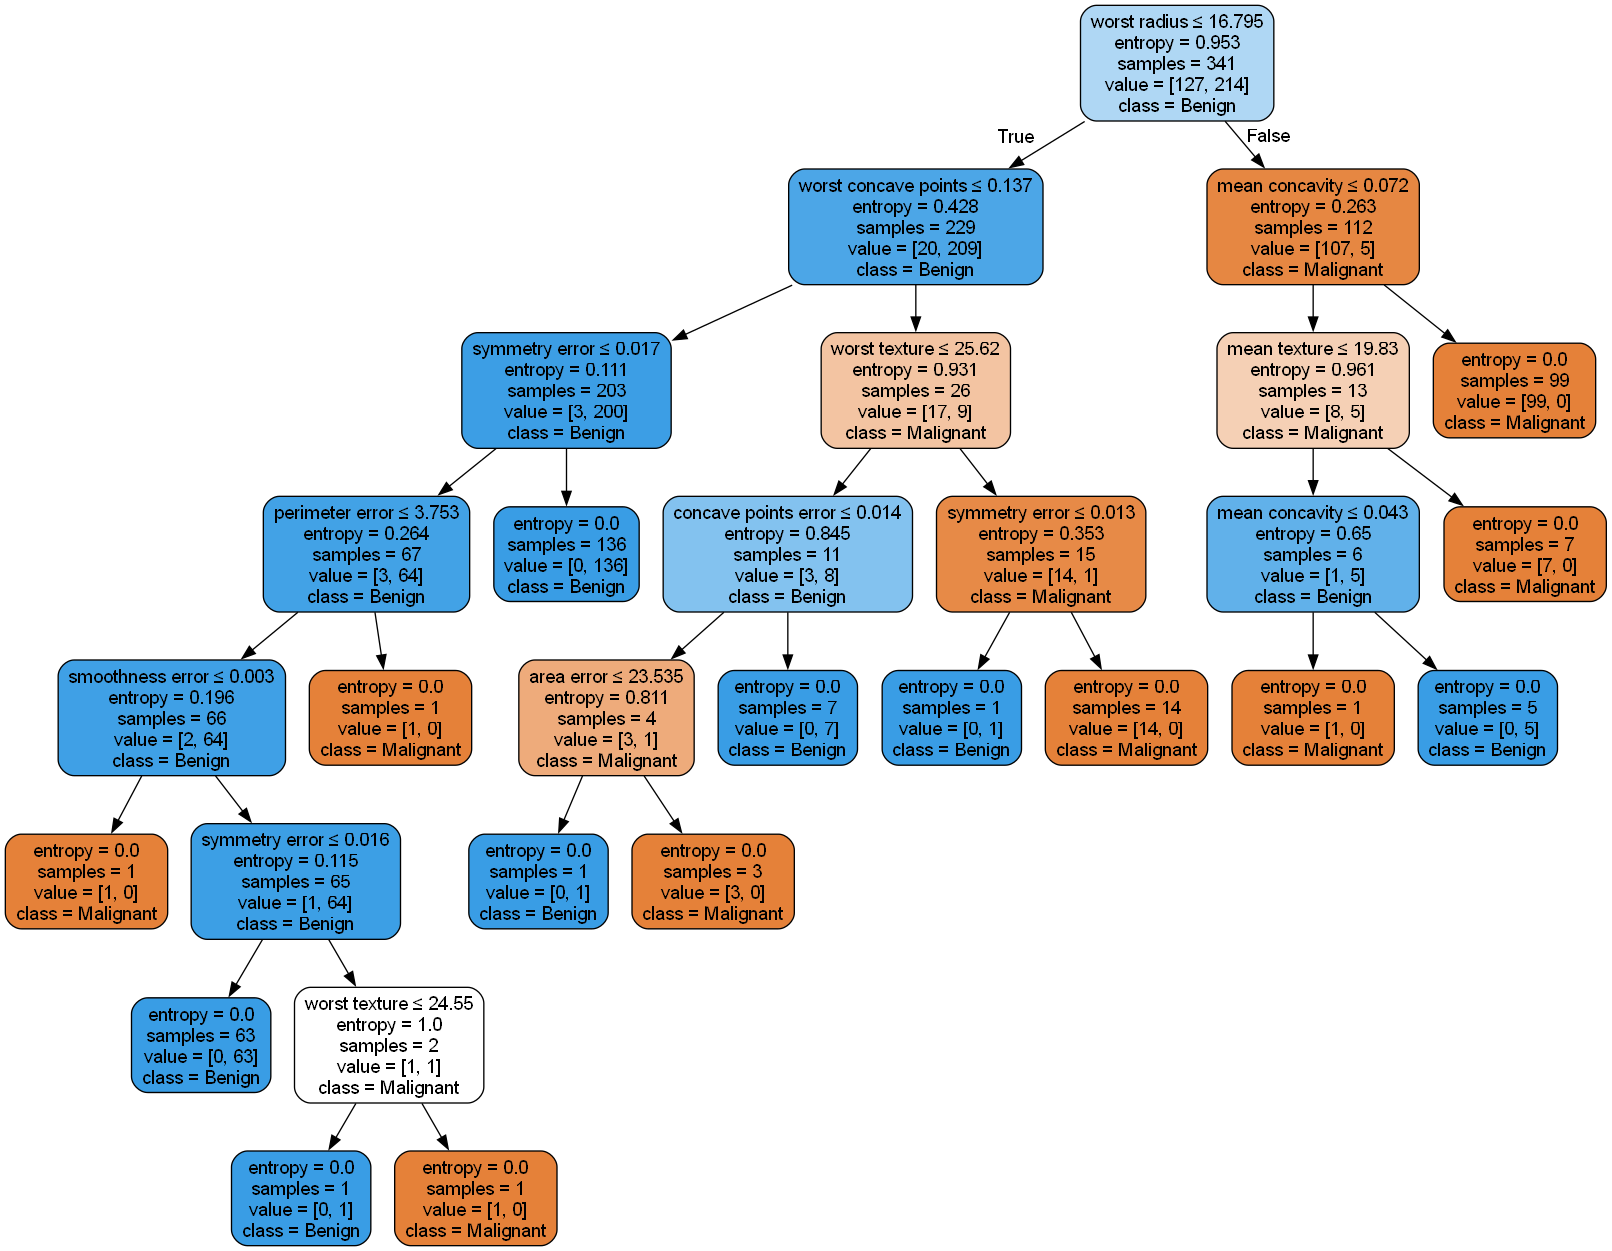 worst radius ≤ 16.795
entropy = 0.953
samples = 341
value = [127, 214]
class = Benign
True
False
worst concave points ≤ 0.137
entropy = 0.428
samples = 229
value = [20, 209]
class = Benign
mean concavity ≤ 0.072
entropy = 0.263
samples = 112
value = [107, 5]
class = Malignant
symmetry error ≤ 0.017
entropy = 0.111
samples = 203
value = [3, 200]
class = Benign
worst texture ≤ 25.62
entropy = 0.931
samples = 26
value = [17, 9]
class = Malignant
mean texture ≤ 19.83
entropy = 0.961
samples = 13
value = [8, 5]
class = Malignant
entropy = 0.0
samples = 99
value = [99, 0]
class = Malignant
perimeter error ≤ 3.753
entropy = 0.264
samples = 67
value = [3, 64]
class = Benign
entropy = 0.0
samples = 136
value = [0, 136]
class = Benign
concave points error ≤ 0.014
entropy = 0.845
samples = 11
value = [3, 8]
class = Benign
symmetry error ≤ 0.013
entropy = 0.353
samples = 15
value = [14, 1]
class = Malignant
mean concavity ≤ 0.043
entropy = 0.65
samples = 6
value = [1, 5]
class = Benign
entropy = 0.0
samples = 7
value = [7, 0]
class = Malignant
smoothness error ≤ 0.003
entropy = 0.196
samples = 66
value = [2, 64]
class = Benign
entropy = 0.0
samples = 1
value = [1, 0]
class = Malignant
area error ≤ 23.535
entropy = 0.811
samples = 4
value = [3, 1]
class = Malignant
entropy = 0.0
samples = 7
value = [0, 7]
class = Benign
entropy = 0.0
samples = 1
value = [0, 1]
class = Benign
entropy = 0.0
samples = 14
value = [14, 0]
class = Malignant
entropy = 0.0
samples = 1
value = [1, 0]
class = Malignant
entropy = 0.0
samples = 5
value = [0, 5]
class = Benign
entropy = 0.0
samples = 1
value = [1, 0]
class = Malignant
symmetry error ≤ 0.016
entropy = 0.115
samples = 65
value = [1, 64]
class = Benign
entropy = 0.0
samples = 1
value = [0, 1]
class = Benign
entropy = 0.0
samples = 3
value = [3, 0]
class = Malignant
entropy = 0.0
samples = 63
value = [0, 63]
class = Benign
worst texture ≤ 24.55
entropy = 1.0
samples = 2
value = [1, 1]
class = Malignant
entropy = 0.0
samples = 1
value = [0, 1]
class = Benign
entropy = 0.0
samples = 1
value = [1, 0]
class = Malignant